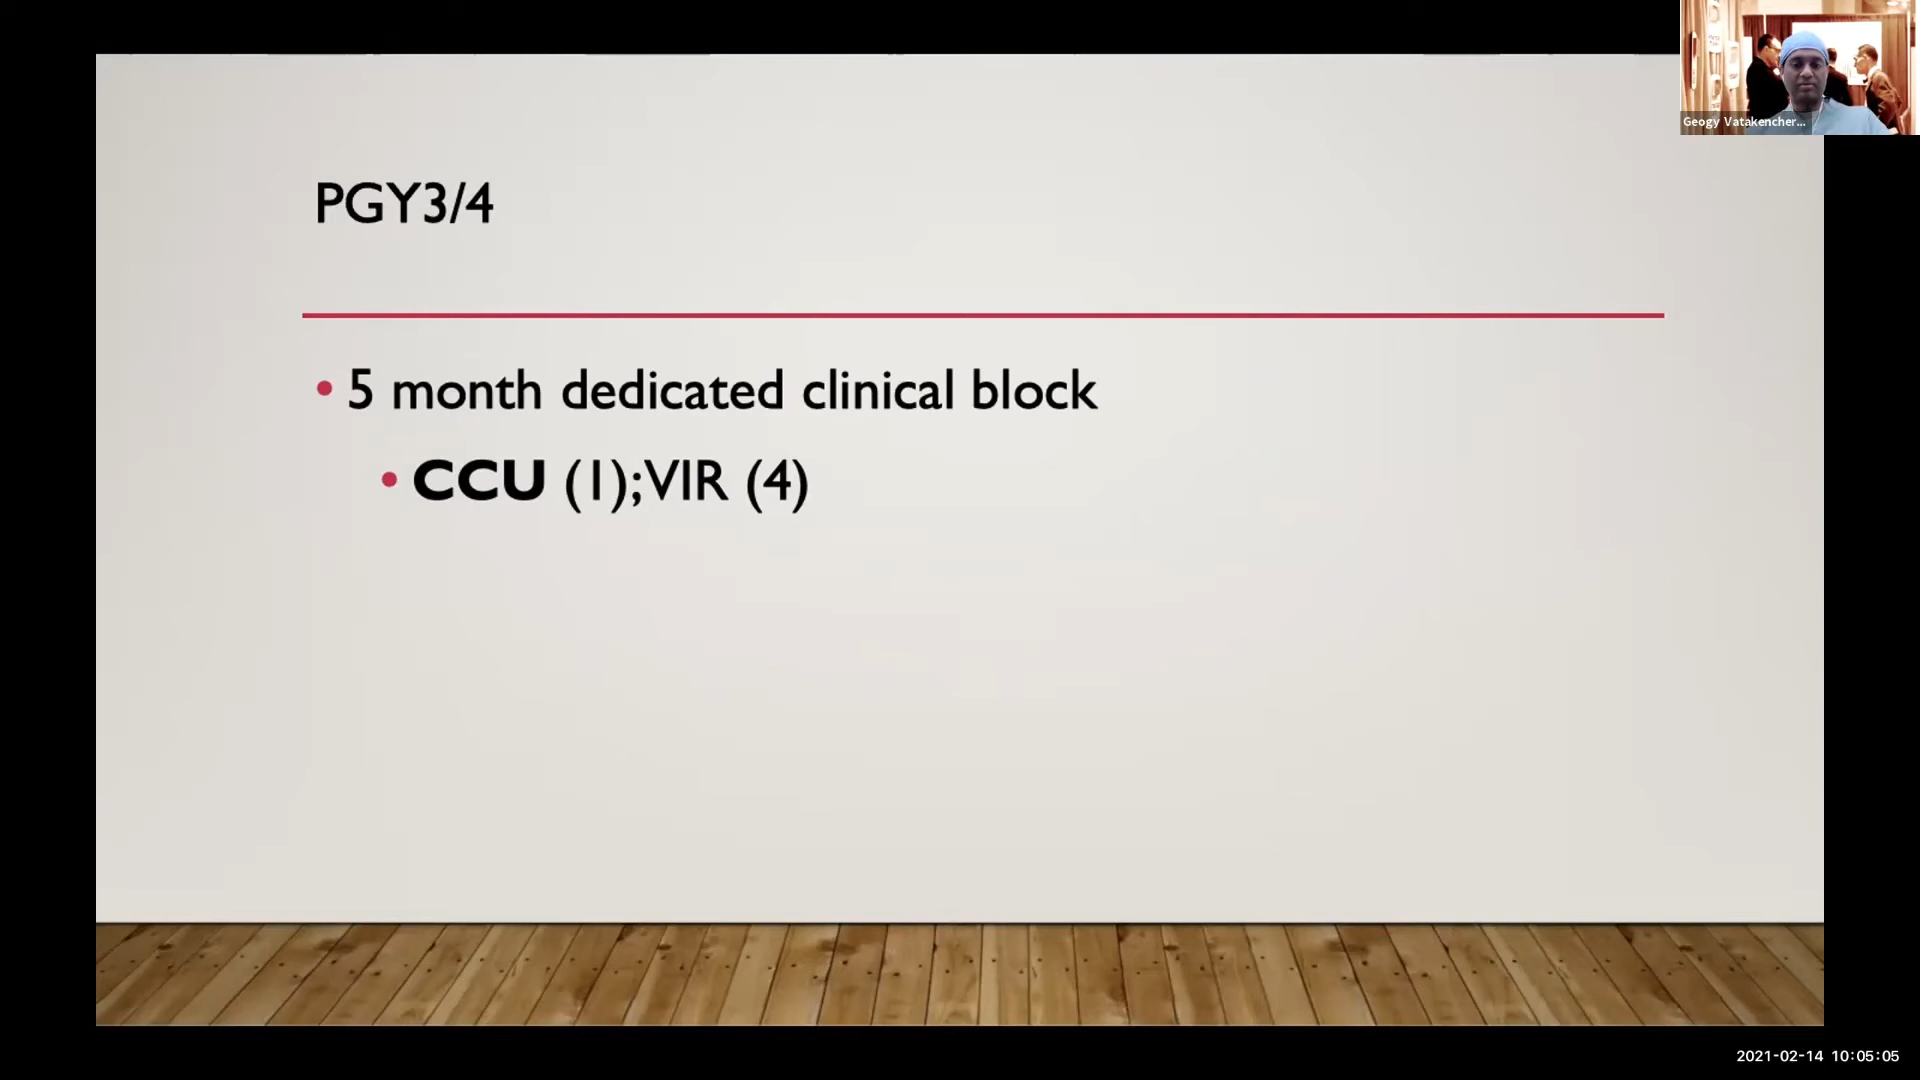 Geogy Vatakencher...
PGY3/4
• 5 month dedicated clinical block
• CCU (1); VIR (4)
2021-02-14 10:05:05